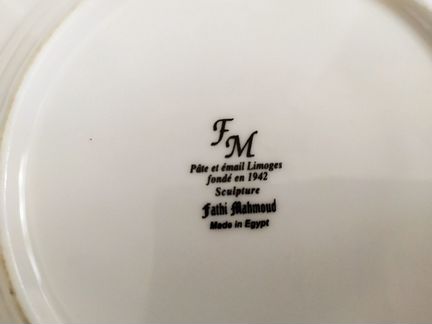 FM
Pâte et émail Limoges
fondé en 1942
Sculpture
Fathi Mahmoud
Made in Egypt